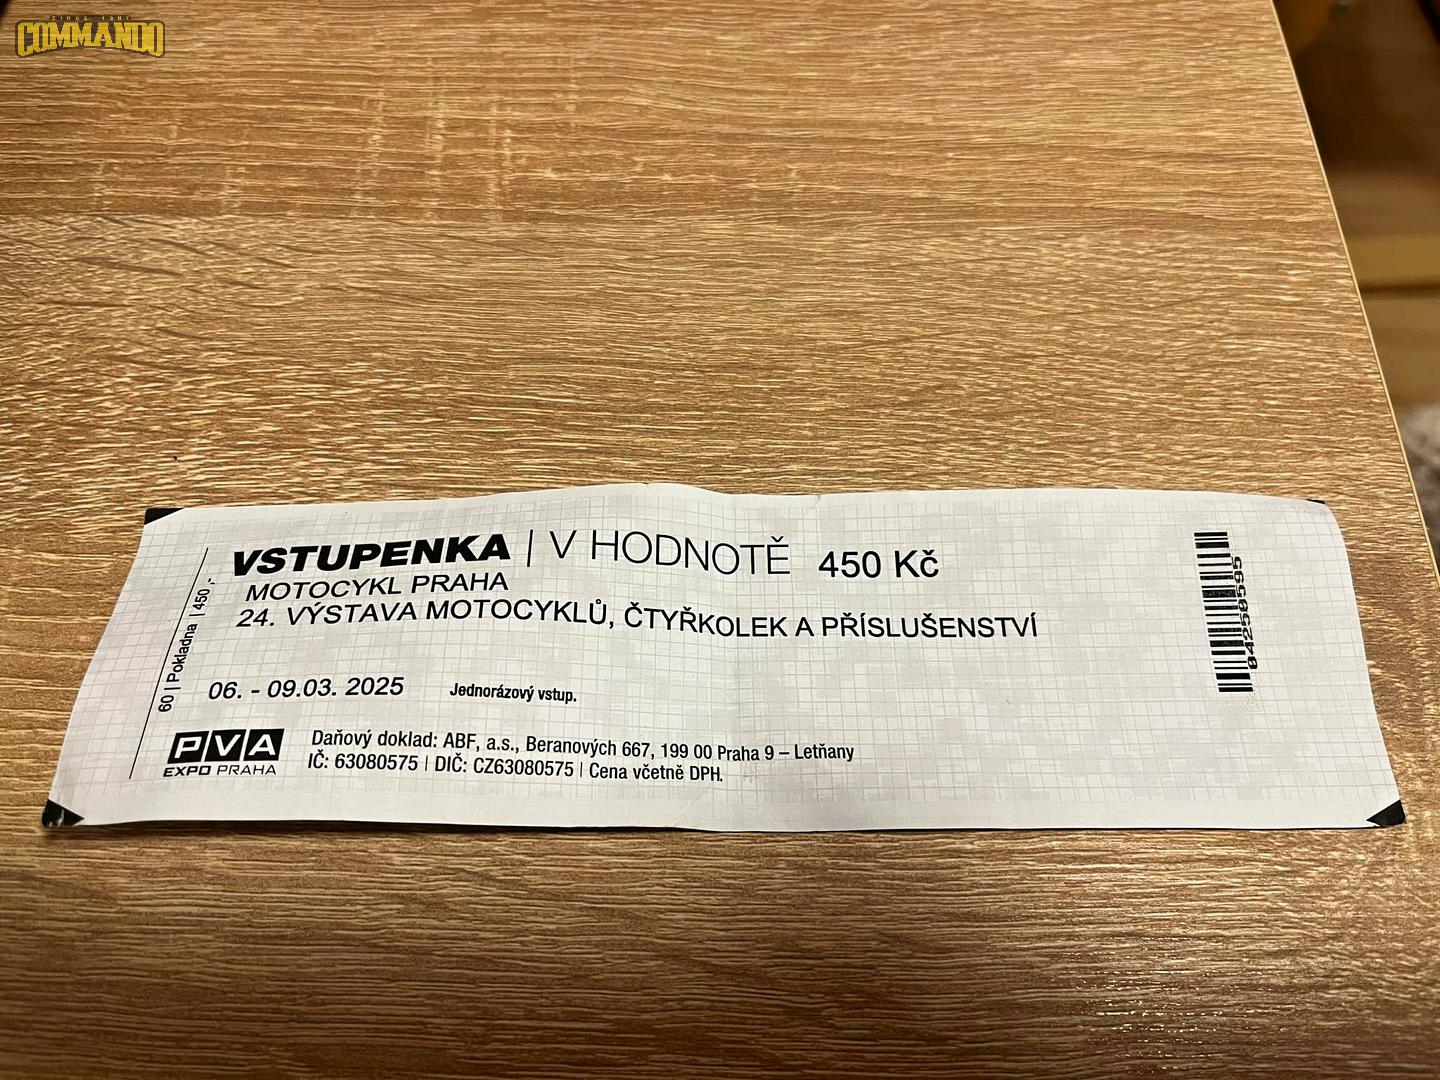 SINCE 1987
COMMANDO
VSTUPENKA | V HODNOTĚ 450 Kč
MOTOCYKL PRAHA
24. VÝSTAVA MOTOCYKLŮ, ČTYŘKOLEK A PŘÍSLUŠENSTVÍ
60 | Pokladna | 450 ,-
06. - 09.03. 2025 Jednorázový vstup.
PVA
EXPO PRAHA
Daňový doklad: ABF, a.s., Beranových 667, 199 00 Praha 9 – Letňany
IČ: 63080575 | DIČ: CZ63080575 | Cena včetně DPH.